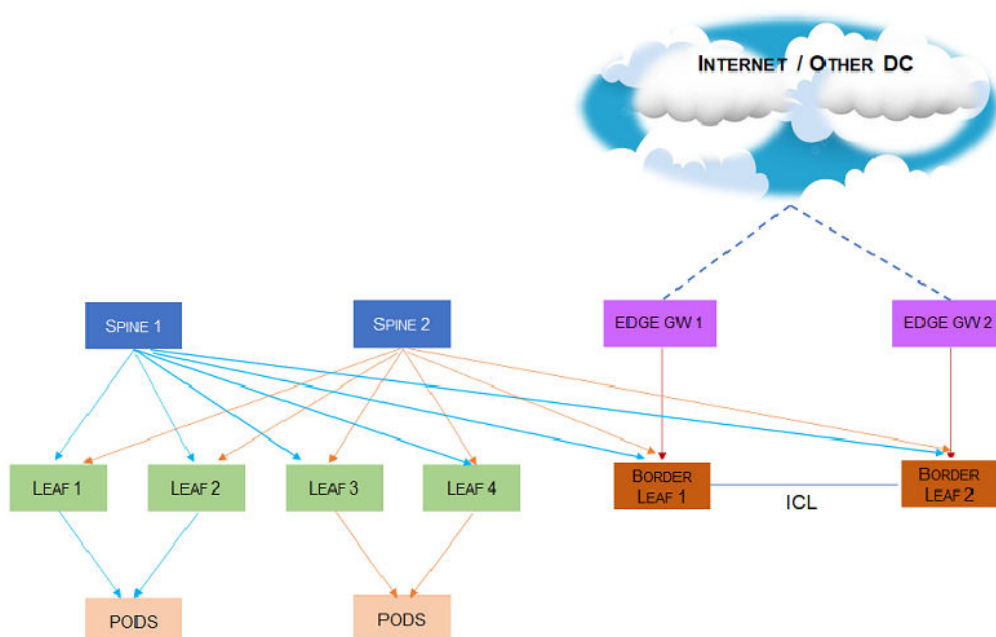 INTERNET / OTHER DC
SPINE 1
SPINE 2
EDGE GW 1
EDGE GW 2
LEAF 1
LEAF 2
LEAF 3
LEAF 4
BORDER
LEAF 1
ICL
BORDER
LEAF 2
PODS
PODS